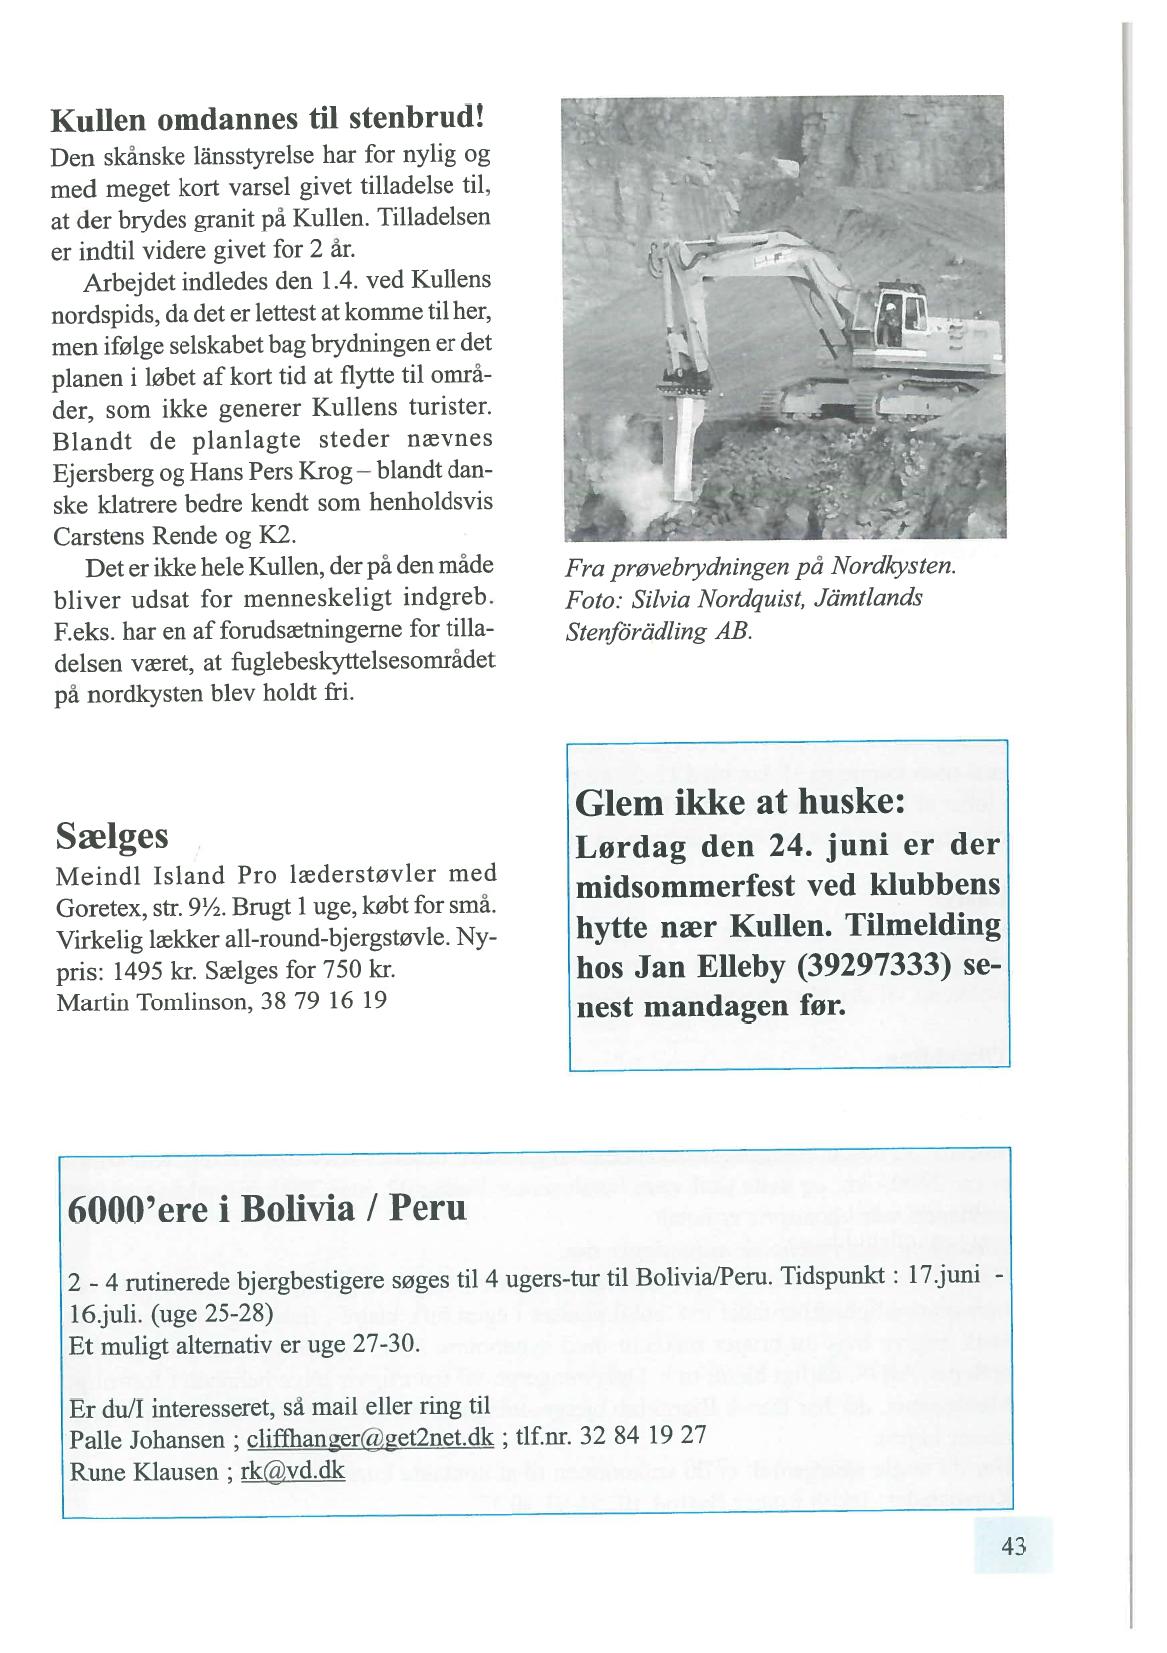 Kullen omdannes til stenbrud!
Den skånske länsstyrelse har for nylig og
med meget kort varsel givet tilladelse til,
at der brydes granit på Kullen. Tilladelsen
er indtil videre givet for 2 år.
Arbejdet indledes den 1.4. ved Kullens
nordspids, da det er lettest at komme til her,
men ifølge selskabet bag brydningen er det
planen i løbet af kort tid at flytte til områ-
der, som ikke generer Kullens turister.
Blandt de planlagte steder nævnes
Ejersberg og Hans Pers Krog – blandt dan-
ske klatrere bedre kendt som henholdsvis
Carstens Rende og K2.
Det er ikke hele Kullen, der på den måde
bliver udsat for menneskeligt indgreb.
F.eks. har en af forudsætningerne for tilla-
delsen været, at fuglebeskyttelsesområdet
på nordkysten blev holdt fri.
Fra prøvebrydningen på Nordkysten.
Foto: Silvia Nordquist, Jämtlands
Stenförädling AB.
Sælges
Meindl Island Pro læderstøvler med
Goretex, str. 9½. Brugt 1 uge, købt for små.
Virkelig lækker all-round-bjergstøvle. Ny-
pris: 1495 kr. Sælges for 750 kr.
Martin Tomlinson, 38 79 16 19
Glem ikke at huske:
Lørdag den 24. juni er der
midsommerfest ved klubbens
hytte nær Kullen. Tilmelding
hos Jan Elleby (39297333) se-
nest mandagen før.
6000’ere i Bolivia / Peru
2 - 4 rutinerede bjergbestigere søges til 4 ugers-tur til Bolivia/Peru. Tidspunkt : 17.juni -
16.juli. (uge 25-28)
Et muligt alternativ er uge 27-30.
Er du/I interesseret, så mail eller ring til
Palle Johansen ; cliffhanger@get2net.dk ; tlf.nr. 32 84 19 27
Rune Klausen ; rk@vd.dk
43